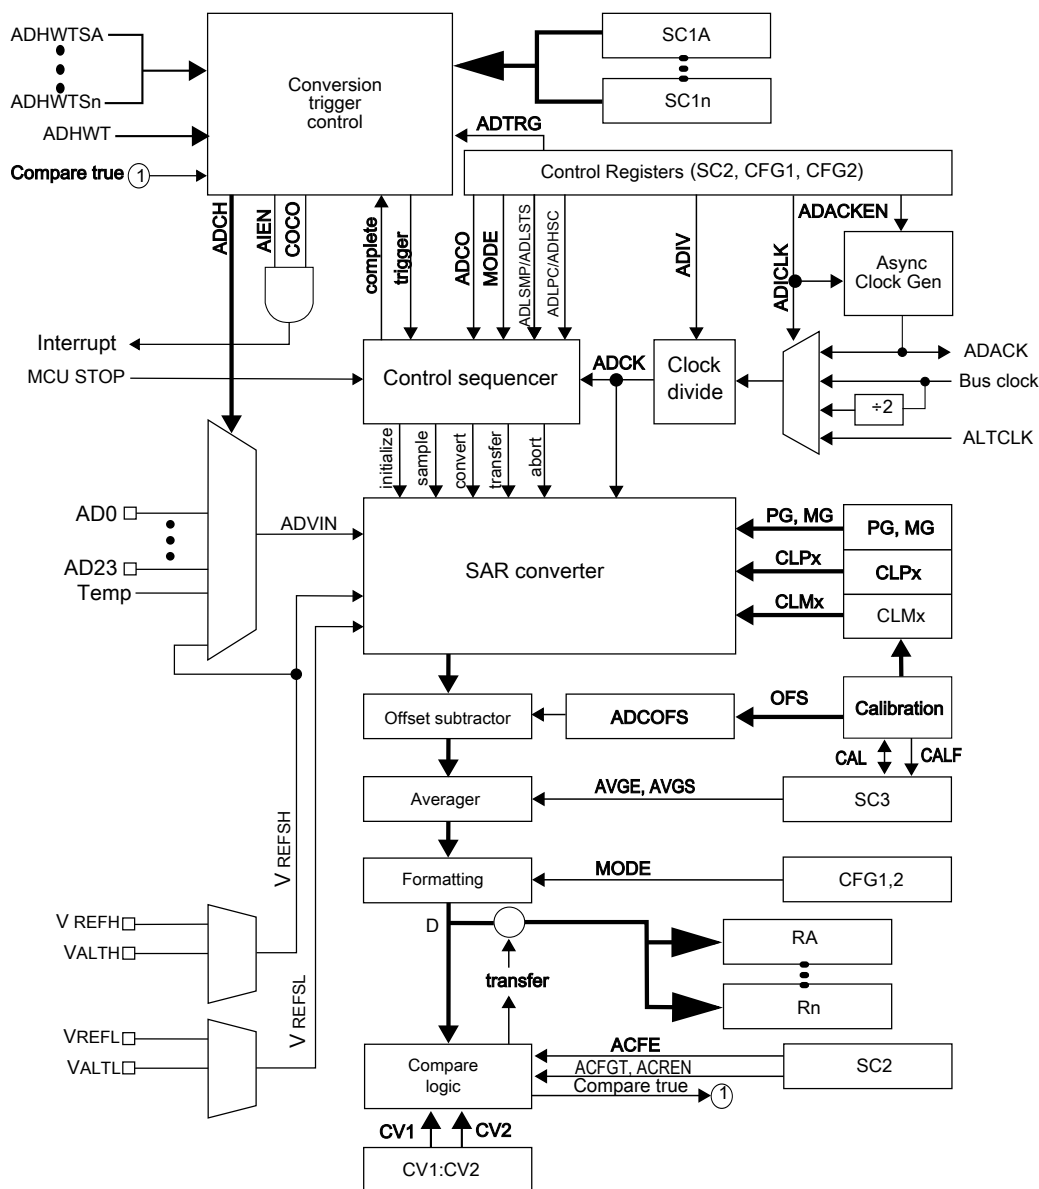 ADHWTSA
SC1A
Conversion
trigger
control
ADHWTSn
SC1n
ADTRG
ADHWT
Compare true 1
Control Registers (SC2, CFG1, CFG2)
ADCH
AIEN
COCO
complete
trigger
ADCO
MODE
ADLSMP/ADLSTS
ADLPC/ADHSC
ADIV
ADICLK
ADACKEN
Async
Clock Gen
Interrupt
ADACK
MCU STOP
Control sequencer
ADCK
Clock
divide
Bus clock
÷2
ALTCLK
initialize
sample
convert
transfer
abort
AD0
ADVIN
PG, MG
PG, MG
AD23
SAR converter
CLPx
CLPx
Temp
CLMx
CLMx
Offset subtractor
ADCOFS
OFS
Calibration
CAL
CALF
Averager
AVGE, AVGS
SC3
V REFSH
Formatting
MODE
CFG1,2
V REFH
D
RA
VALTH
transfer
Rn
V REFSL
VREFL
VALTL
Compare
logic
ACFE
ACFGT, ACREN
SC2
Compare true
1
CV1
CV2
CV1:CV2